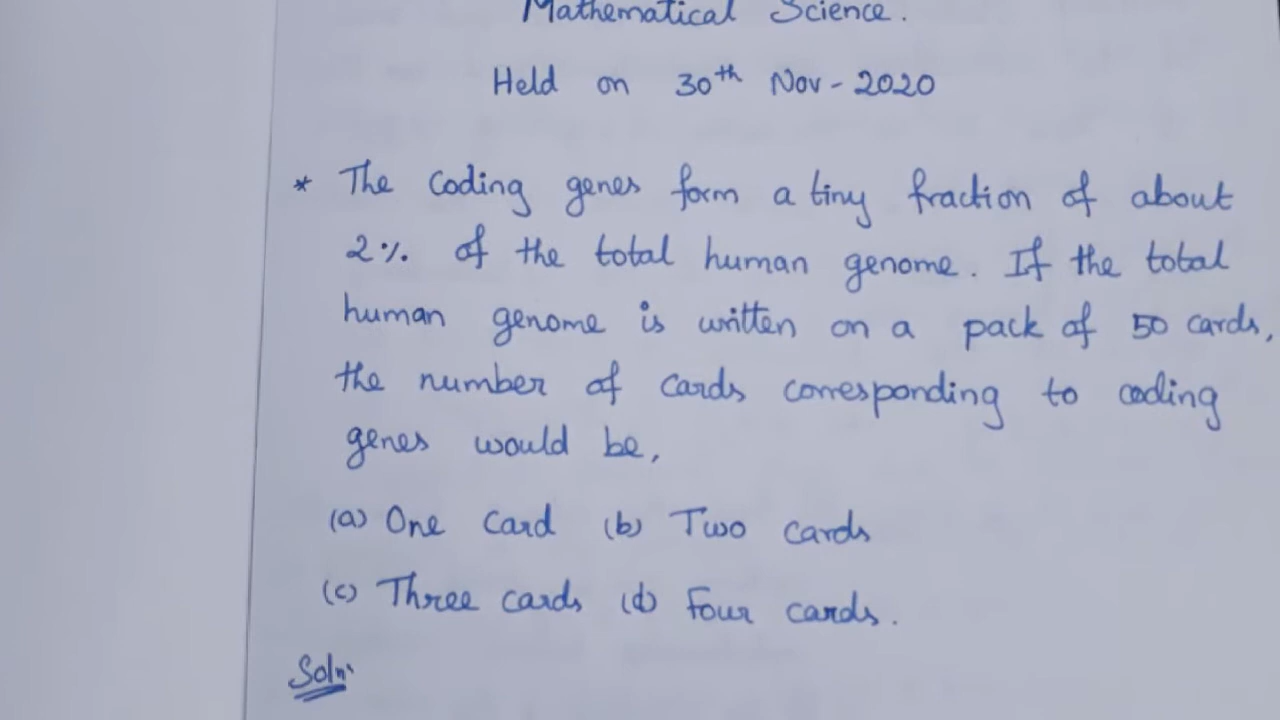 Mathematical Science.
Held on 30th Nov - 2020
* The coding genes form a tiny fraction of about
2%. of the total human genome. If the total
human genome is written on a pack of 50 cards,
the number of cards corresponding to coding
genes would be,
(a) One Card (b) Two cards
(c) Three cards (d) Four cards.
Soln: